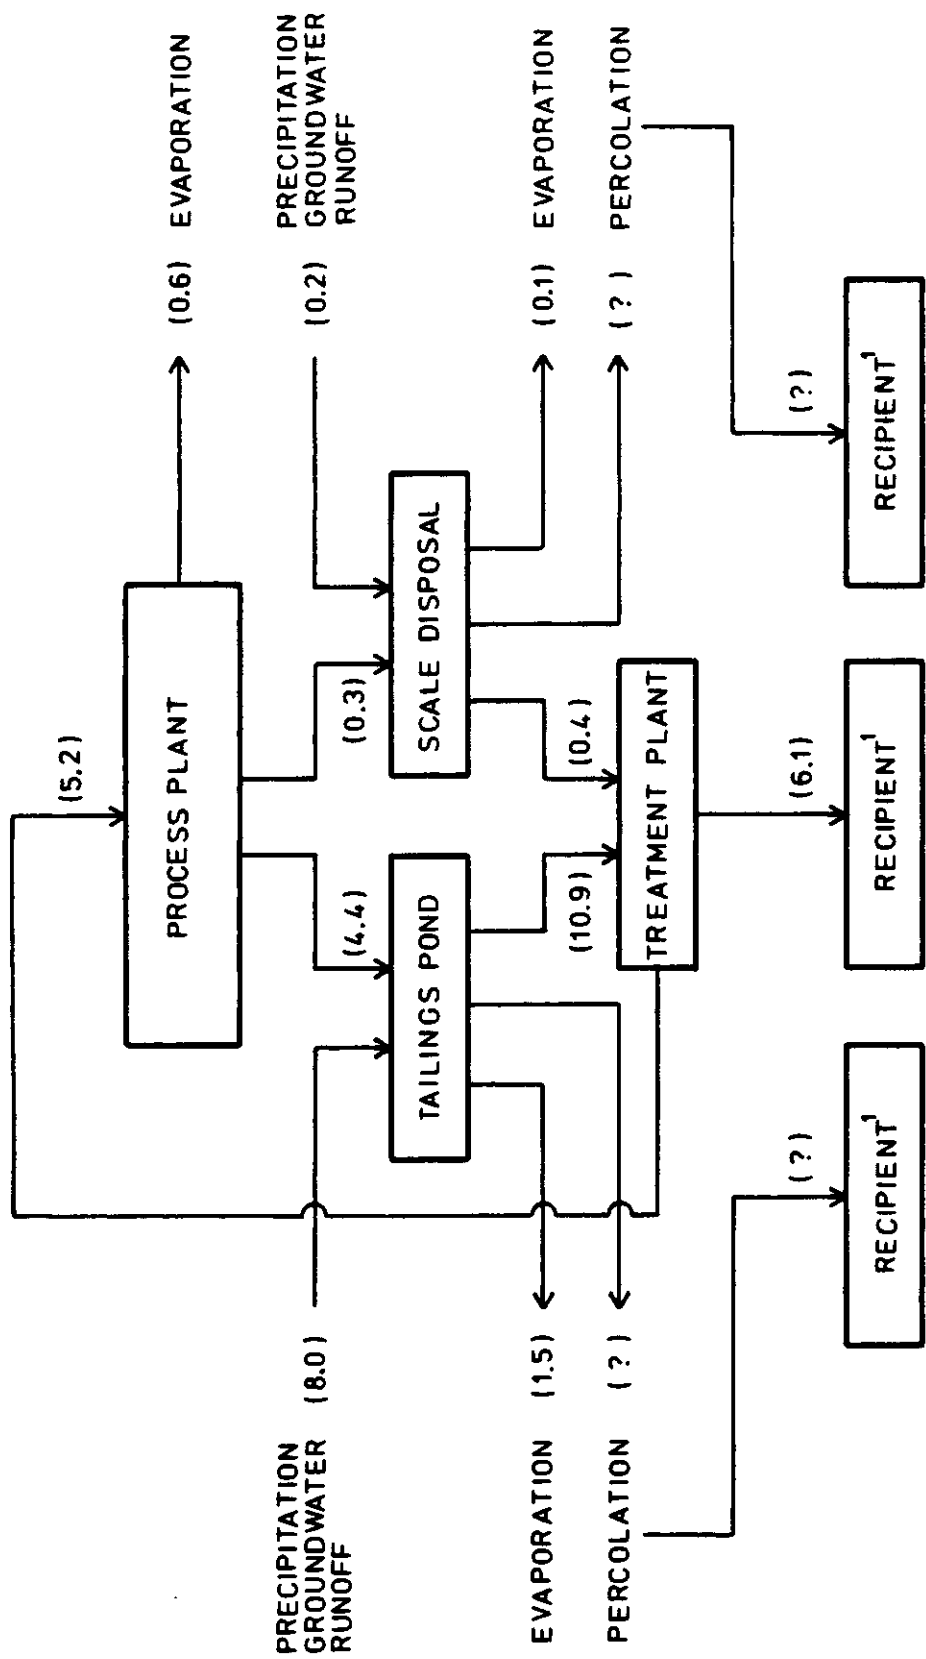 (5.2)
PROCESS PLANT
(0.6) EVAPORATION
PRECIPITATION
GROUNDWATER
RUNOFF
(8.0)
(4.4)
(0.3)
(0.2)
PRECIPITATION
GROUNDWATER
RUNOFF
TAILINGS POND
SCALE DISPOSAL
EVAPORATION (1.5)
(10.9)
(0.4)
(0.1) EVAPORATION
PERCOLATION (?)
TREATMENT PLANT
(?) PERCOLATION
(?)
(6.1)
(?)
RECIPIENT¹
RECIPIENT¹
RECIPIENT¹